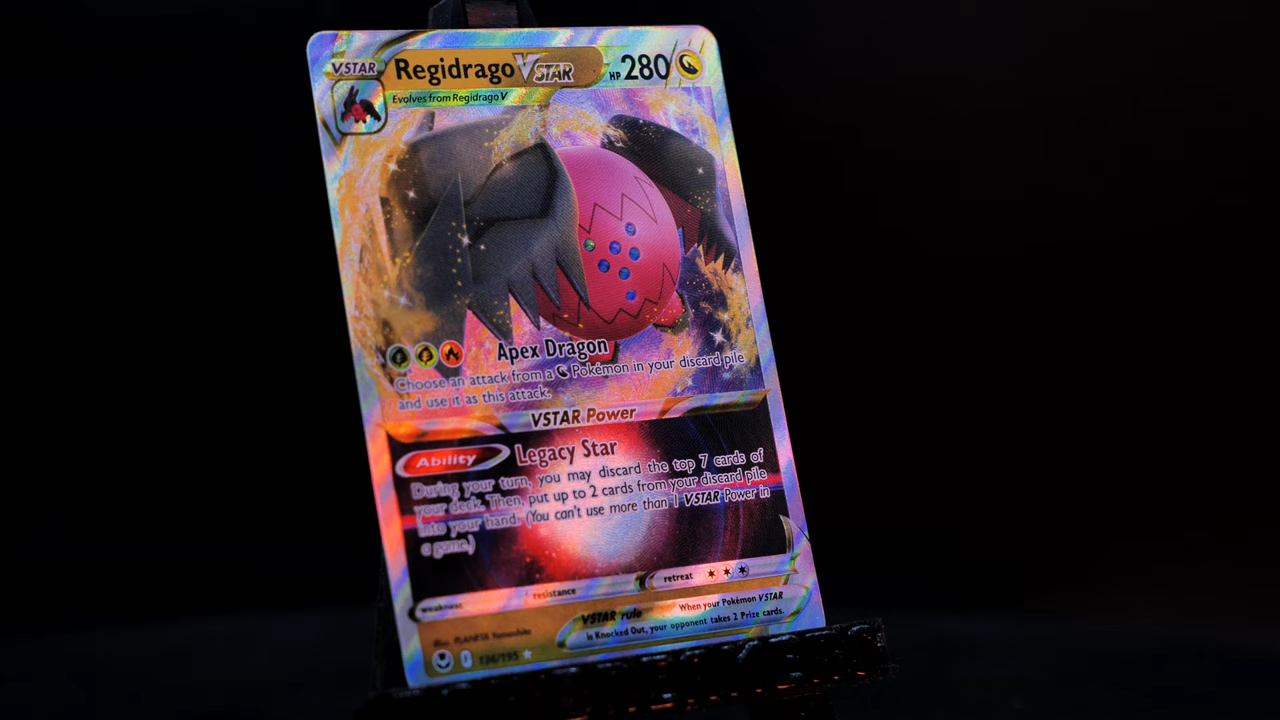 VSTAR
Regidrago VSTAR
HP 280
Evolves from Regidrago V
Apex Dragon
Choose an attack from a Pokémon in your discard pile
and use it as this attack.
VSTAR Power
Ability Legacy Star
During your turn, you may discard the top 7 cards of
your deck. Then, put up to 2 cards from your discard pile
into your hand. (You can't use more than 1 VSTAR Power in
a game.)
weakness resistance retreat
VSTAR rule When your Pokémon VSTAR
is Knocked Out, your opponent takes 2 Prize cards.
Illus. PLANETA Yamashita
136/195